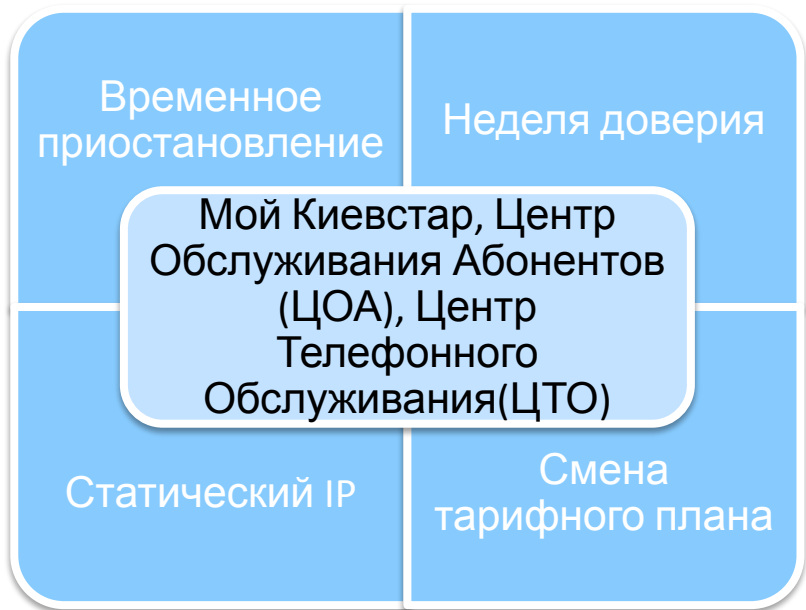 Временное
приостановление
Неделя доверия
Мой Киевстар, Центр
Обслуживания Абонентов
(ЦОА), Центр
Телефонного
Обслуживания(ЦТО)
Статический IP
Смена
тарифного плана